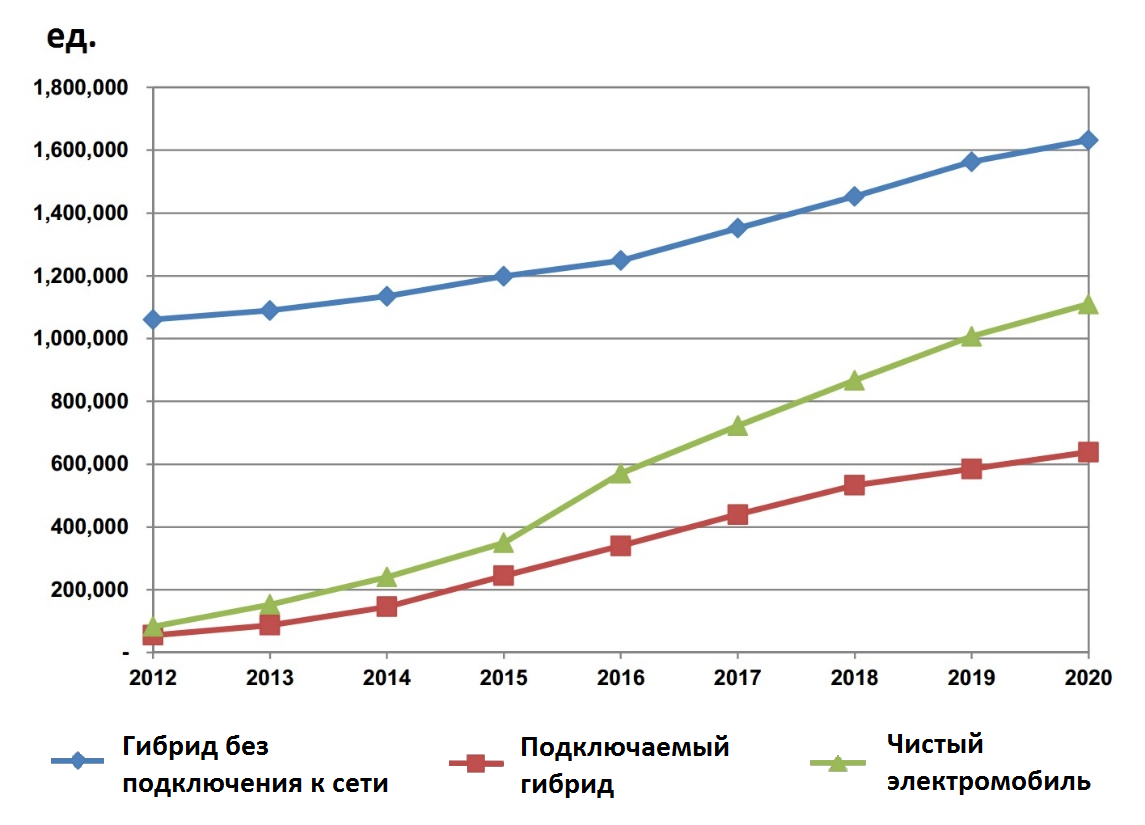 ед.
1,800,000
1,600,000
1,400,000
1,200,000
1,000,000
800,000
600,000
400,000
200,000
-
2012 2013 2014 2015 2016 2017 2018 2019 2020
Гибрид без
подключения к сети
Подключаемый
гибрид
Чистый
электромобиль